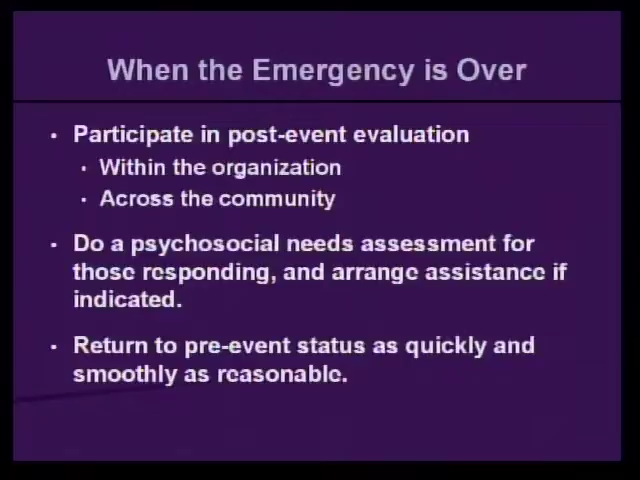 When the Emergency is Over
• Participate in post-event evaluation
• Within the organization
• Across the community
• Do a psychosocial needs assessment for
those responding, and arrange assistance if
indicated.
• Return to pre-event status as quickly and
smoothly as reasonable.